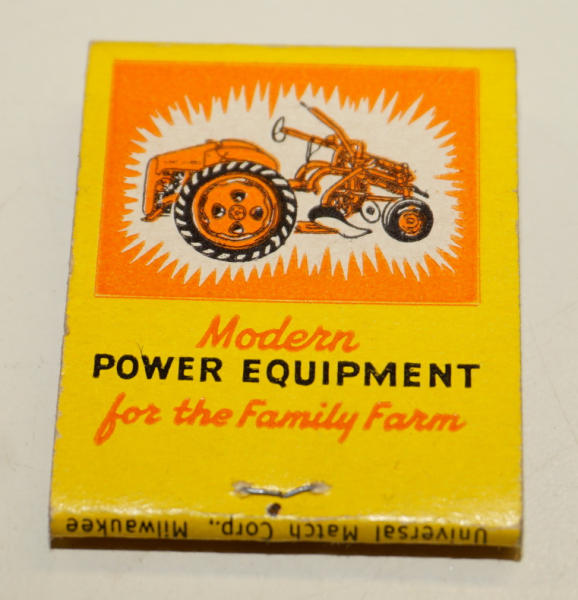 Modern
POWER EQUIPMENT
for the Family Farm
Universal Match Corp., Milwaukee